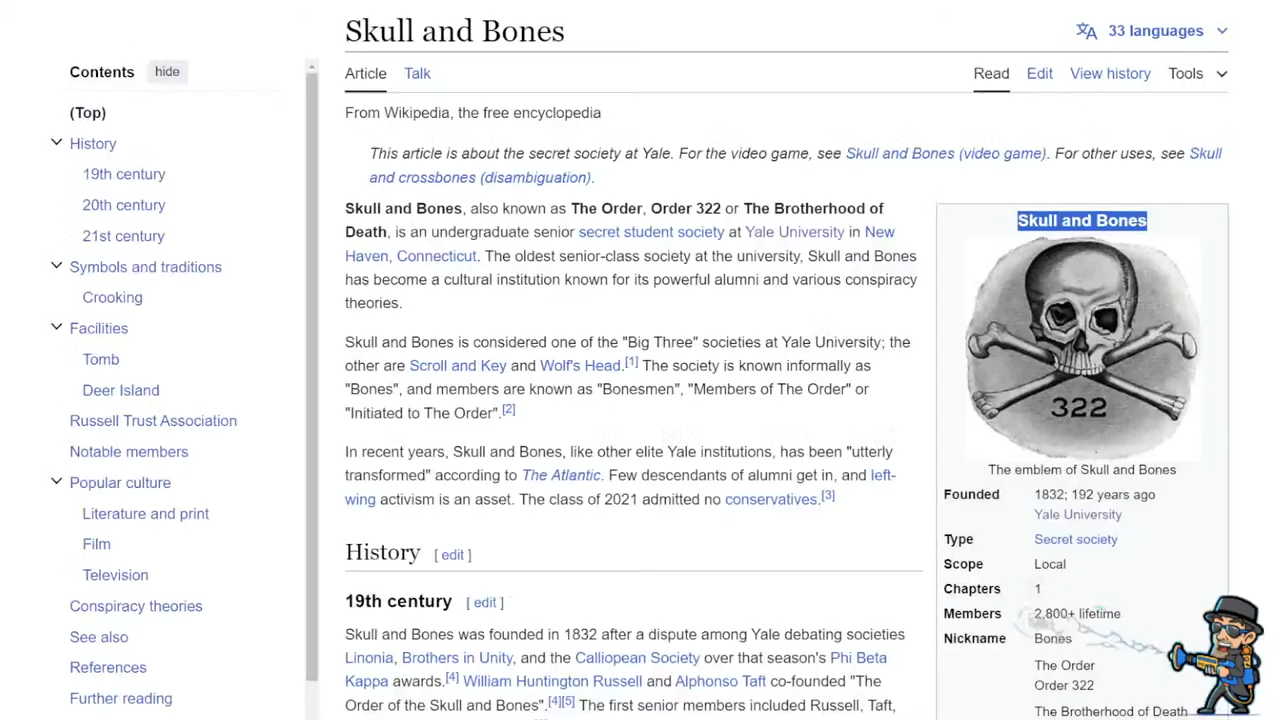 Skull and Bones
33 languages
Contents hide
Article Talk
Read Edit View history Tools
(Top)
History
19th century
20th century
21st century
Symbols and traditions
Crooking
Facilities
Tomb
Deer Island
Russell Trust Association
Notable members
Popular culture
Literature and print
Film
Television
Conspiracy theories
See also
References
Further reading
From Wikipedia, the free encyclopedia
This article is about the secret society at Yale. For the video game, see Skull and Bones (video game). For other uses, see Skull
and crossbones (disambiguation).
Skull and Bones, also known as The Order, Order 322 or The Brotherhood of
Death, is an undergraduate senior secret student society at Yale University in New
Haven, Connecticut. The oldest senior-class society at the university, Skull and Bones
has become a cultural institution known for its powerful alumni and various conspiracy
theories.
Skull and Bones is considered one of the "Big Three" societies at Yale University; the
other are Scroll and Key and Wolf's Head.[1] The society is known informally as
"Bones", and members are known as "Bonesmen", "Members of The Order" or
"Initiated to The Order".[2]
In recent years, Skull and Bones, like other elite Yale institutions, has been "utterly
transformed" according to The Atlantic. Few descendants of alumni get in, and left-
wing activism is an asset. The class of 2021 admitted no conservatives.[3]
History [ edit ]
19th century [ edit ]
Skull and Bones was founded in 1832 after a dispute among Yale debating societies
Linonia, Brothers in Unity, and the Calliopean Society over that season's Phi Beta
Kappa awards.[4] William Huntington Russell and Alphonso Taft co-founded "The
Order of the Skull and Bones".[4][5] The first senior members included Russell, Taft,
Skull and Bones
322
The emblem of Skull and Bones
Founded 1832; 192 years ago
Yale University
Type Secret society
Scope Local
Chapters 1
Members 2,800+ lifetime
Nickname Bones
The Order
Order 322
The Brotherhood of Death